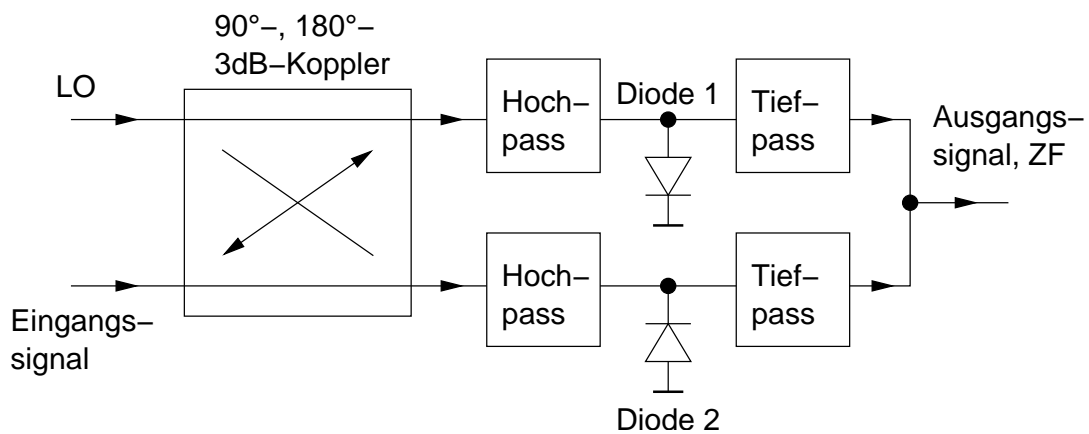 90°–, 180°–
3dB–Koppler
LO
Hoch–
pass
Diode 1
Tief–
pass
Ausgangs–
signal, ZF
Eingangs–
signal
Hoch–
pass
Tief–
pass
Diode 2